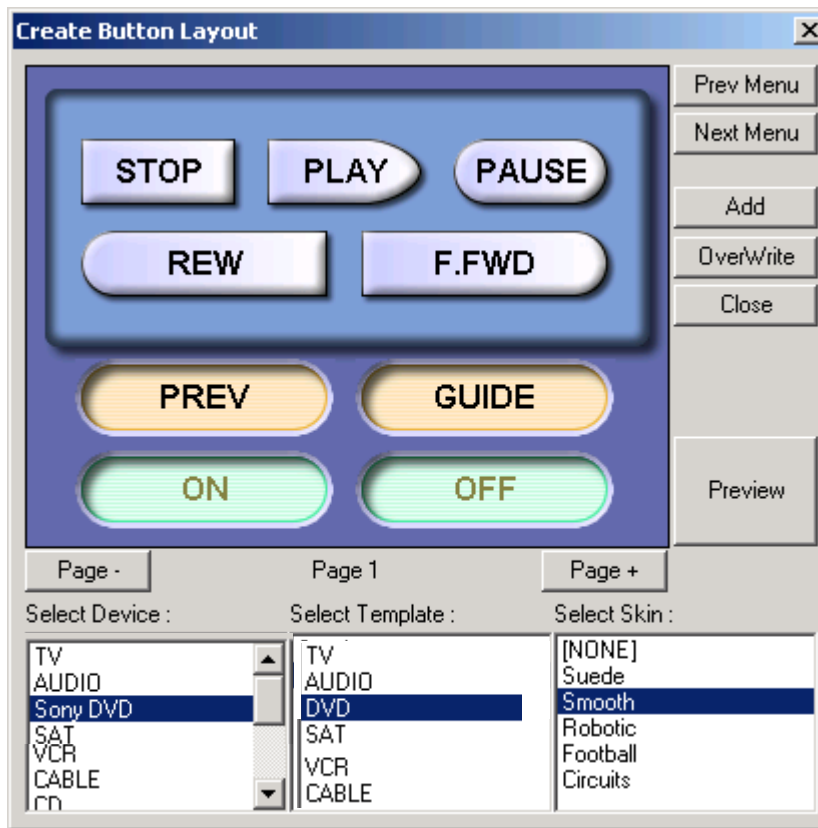 Create Button Layout
Prev Menu
Next Menu
STOP PLAY PAUSE
Add
REW F.FWD
OverWrite
Close
PREV GUIDE
ON OFF
Preview
Page - Page 1 Page +
Select Device : Select Template : Select Skin :
TV
AUDIO
Sony DVD
SAT
VCR
CABLE
CD
TV
AUDIO
DVD
SAT
VCR
CABLE
[NONE]
Suede
Smooth
Robotic
Football
Circuits